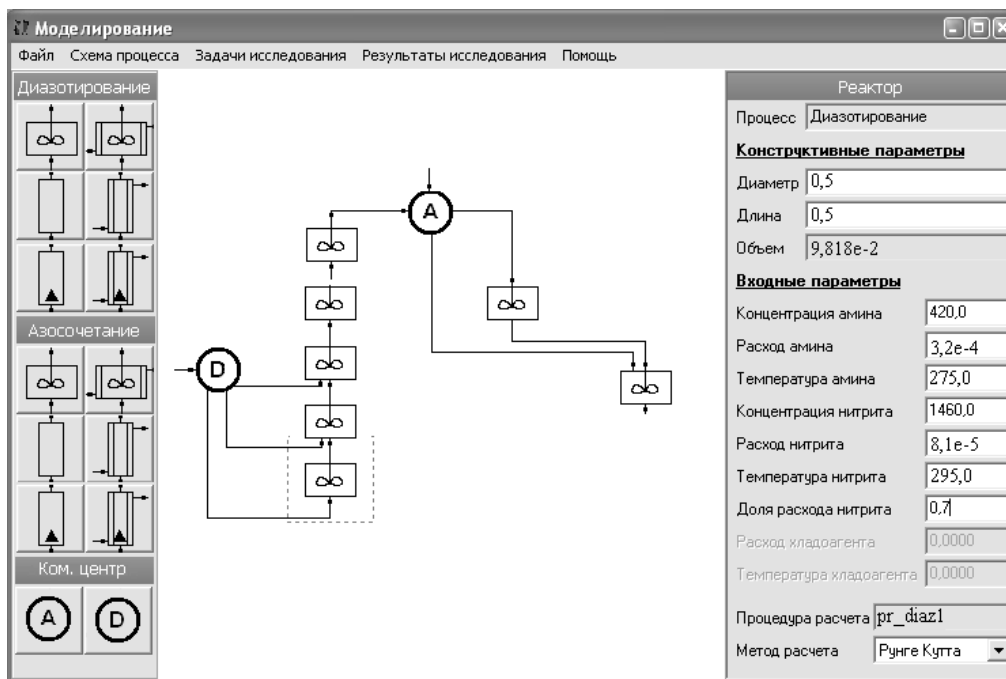 Моделирование
Файл Схема процесса Задачи исследования Результаты исследования Помощь
Диазотирование
Азосочетание
Ком. центр
A D
A
D
Реактор
Процесс Диазотирование
Конструктивные параметры
Диаметр 0,5
Длина 0,5
Объем 9,818e-2
Входные параметры
Концентрация амина 420,0
Расход амина 3,2e-4
Температура амина 275,0
Концентрация нитрита 1460,0
Расход нитрита 8,1e-5
Температура нитрита 295,0
Доля расхода нитрита 0,7
Расход хладоагента 0,0000
Температура хладоагента 0,0000
Процедура расчета pr_diaz1
Метод расчета Рунге Кутта